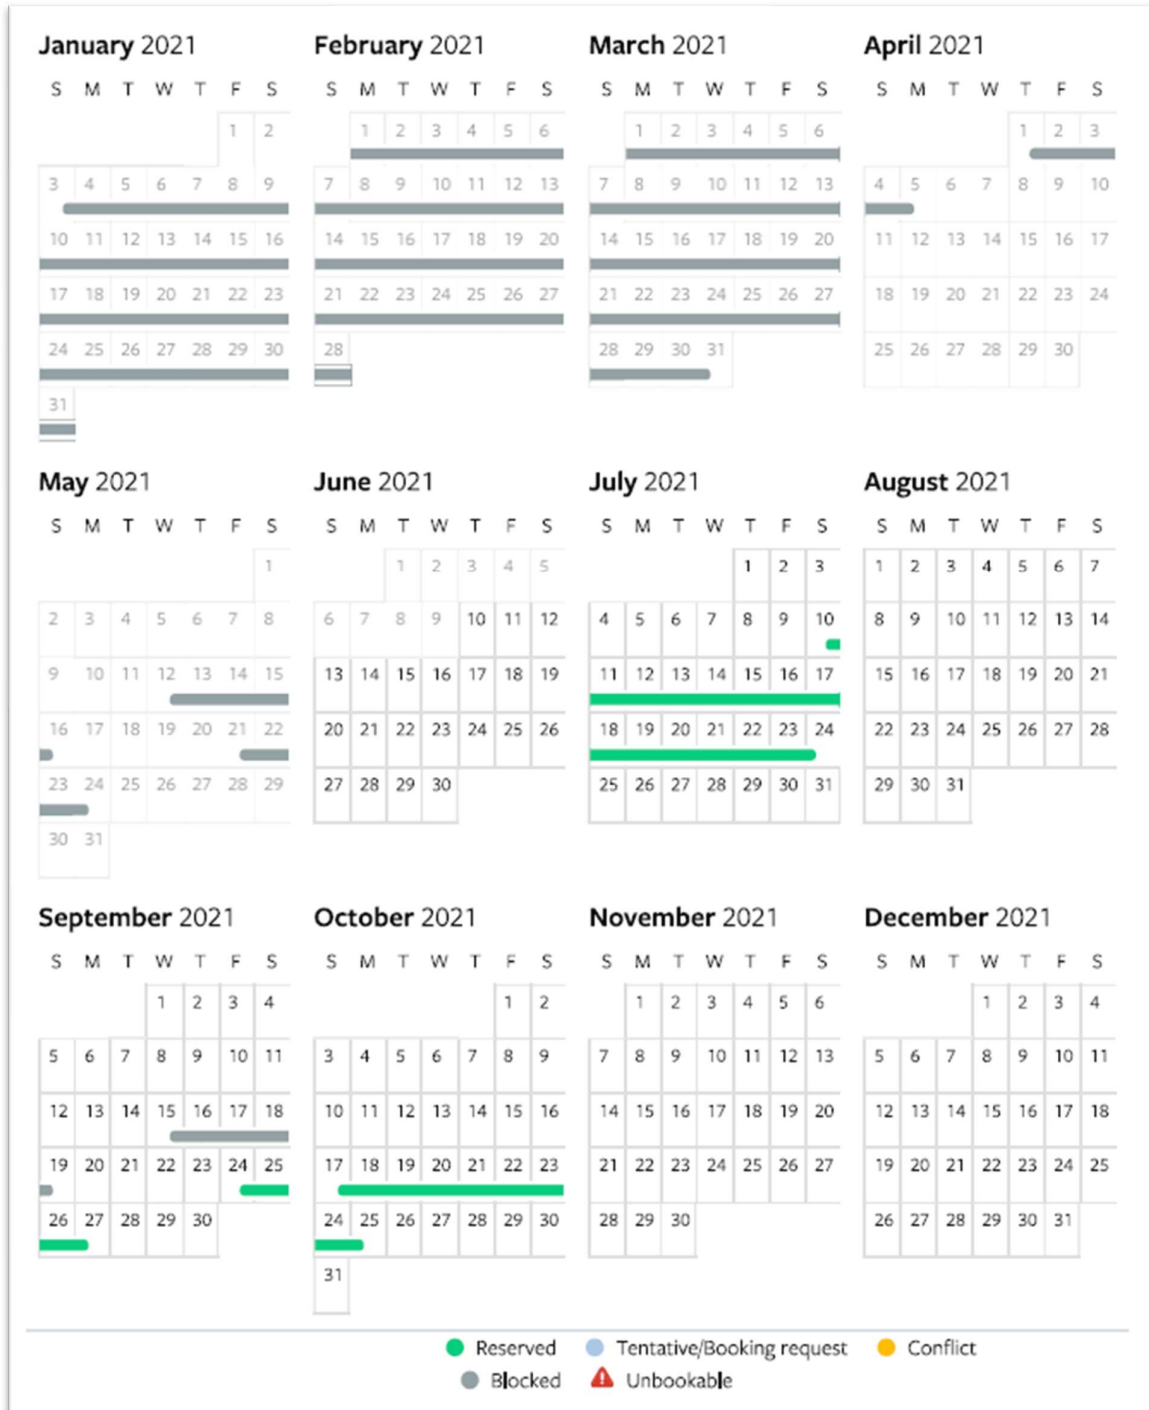 January 2021 February 2021 March 2021 April 2021
S M T W T F S S M T W T F S S M T W T F S S M T W T F S
1 2 1 2 3 4 5 6 1 2 3 4 5 6 1 2 3
3 4 5 6 7 8 9 7 8 9 10 11 12 13 7 8 9 10 11 12 13 4 5 6 7 8 9 10
10 11 12 13 14 15 16 14 15 16 17 18 19 20 14 15 16 17 18 19 20 11 12 13 14 15 16 17
17 18 19 20 21 22 23 21 22 23 24 25 26 27 21 22 23 24 25 26 27 18 19 20 21 22 23 24
24 25 26 27 28 29 30 28 28 29 30 31 25 26 27 28 29 30
31
May 2021 June 2021 July 2021 August 2021
S M T W T F S S M T W T F S S M T W T F S S M T W T F S
1 1 2 3 4 5 1 2 3 1 2 3 4 5 6 7
2 3 4 5 6 7 8 6 7 8 9 10 11 12 4 5 6 7 8 9 10 8 9 10 11 12 13 14
9 10 11 12 13 14 15 13 14 15 16 17 18 19 11 12 13 14 15 16 17 15 16 17 18 19 20 21
16 17 18 19 20 21 22 20 21 22 23 24 25 26 18 19 20 21 22 23 24 22 23 24 25 26 27 28
23 24 25 26 27 28 29 27 28 29 30 25 26 27 28 29 30 31 29 30 31
30 31
September 2021 October 2021 November 2021 December 2021
S M T W T F S S M T W T F S S M T W T F S S M T W T F S
1 2 3 4 1 2 1 2 3 4 5 6 1 2 3 4
5 6 7 8 9 10 11 3 4 5 6 7 8 9 7 8 9 10 11 12 13 5 6 7 8 9 10 11
12 13 14 15 16 17 18 10 11 12 13 14 15 16 14 15 16 17 18 19 20 12 13 14 15 16 17 18
19 20 21 22 23 24 25 17 18 19 20 21 22 23 21 22 23 24 25 26 27 19 20 21 22 23 24 25
26 27 28 29 30 24 25 26 27 28 29 30 28 29 30 26 27 28 29 30 31
31
Reserved Tentative/Booking request Conflict
Blocked Unbookable